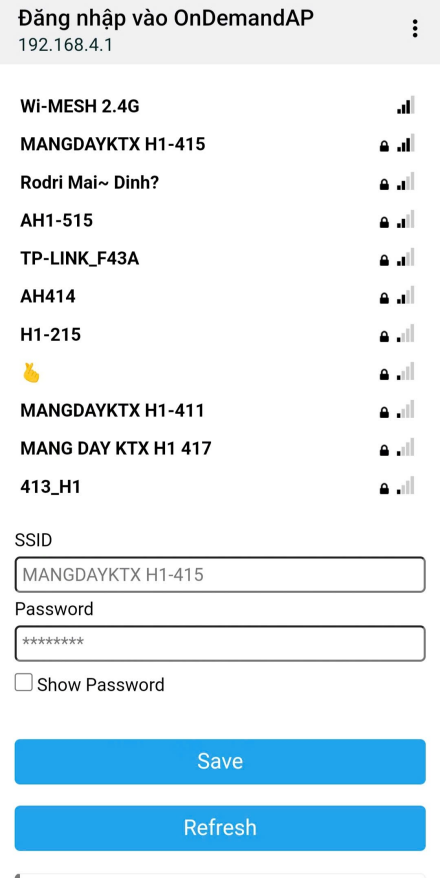 Đăng nhập vào OnDemandAP
192.168.4.1
Wi-MESH 2.4G
MANGDAYKTX H1-415
Rodri Mai~ Dinh?
AH1-515
TP-LINK_F43A
AH414
H1-215
🫰
MANGDAYKTX H1-411
MANG DAY KTX H1 417
413_H1
SSID
MANGDAYKTX H1-415
Password
********
Show Password
Save
Refresh